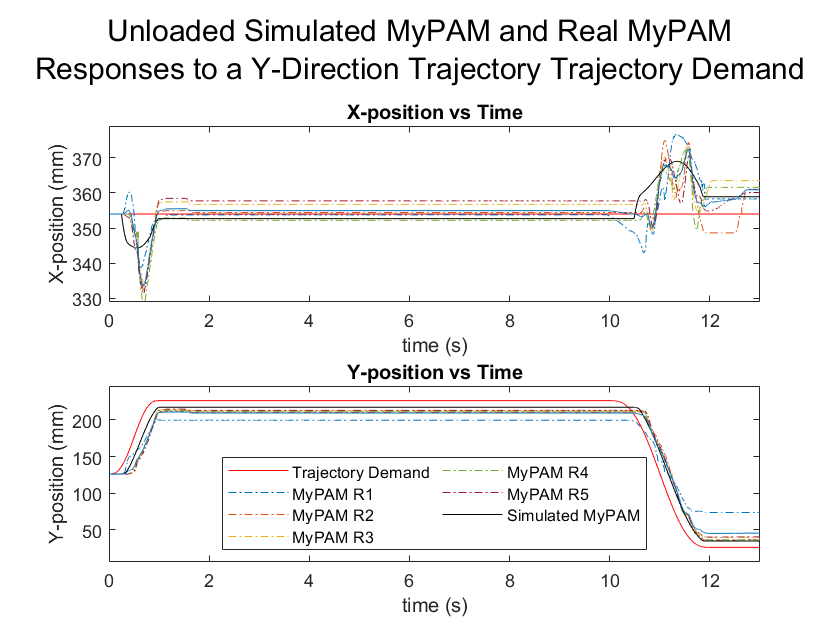 Unloaded Simulated MyPAM and Real MyPAM
Responses to a Y-Direction Trajectory Trajectory Demand
X-position vs Time
X-position (mm)
370
360
350
340
330
0 2 4 6 8 10 12
time (s)
Y-position vs Time
Y-position (mm)
200
150
100
50
Trajectory Demand
MyPAM R1
MyPAM R2
MyPAM R3
MyPAM R4
MyPAM R5
Simulated MyPAM
0 2 4 6 8 10 12
time (s)